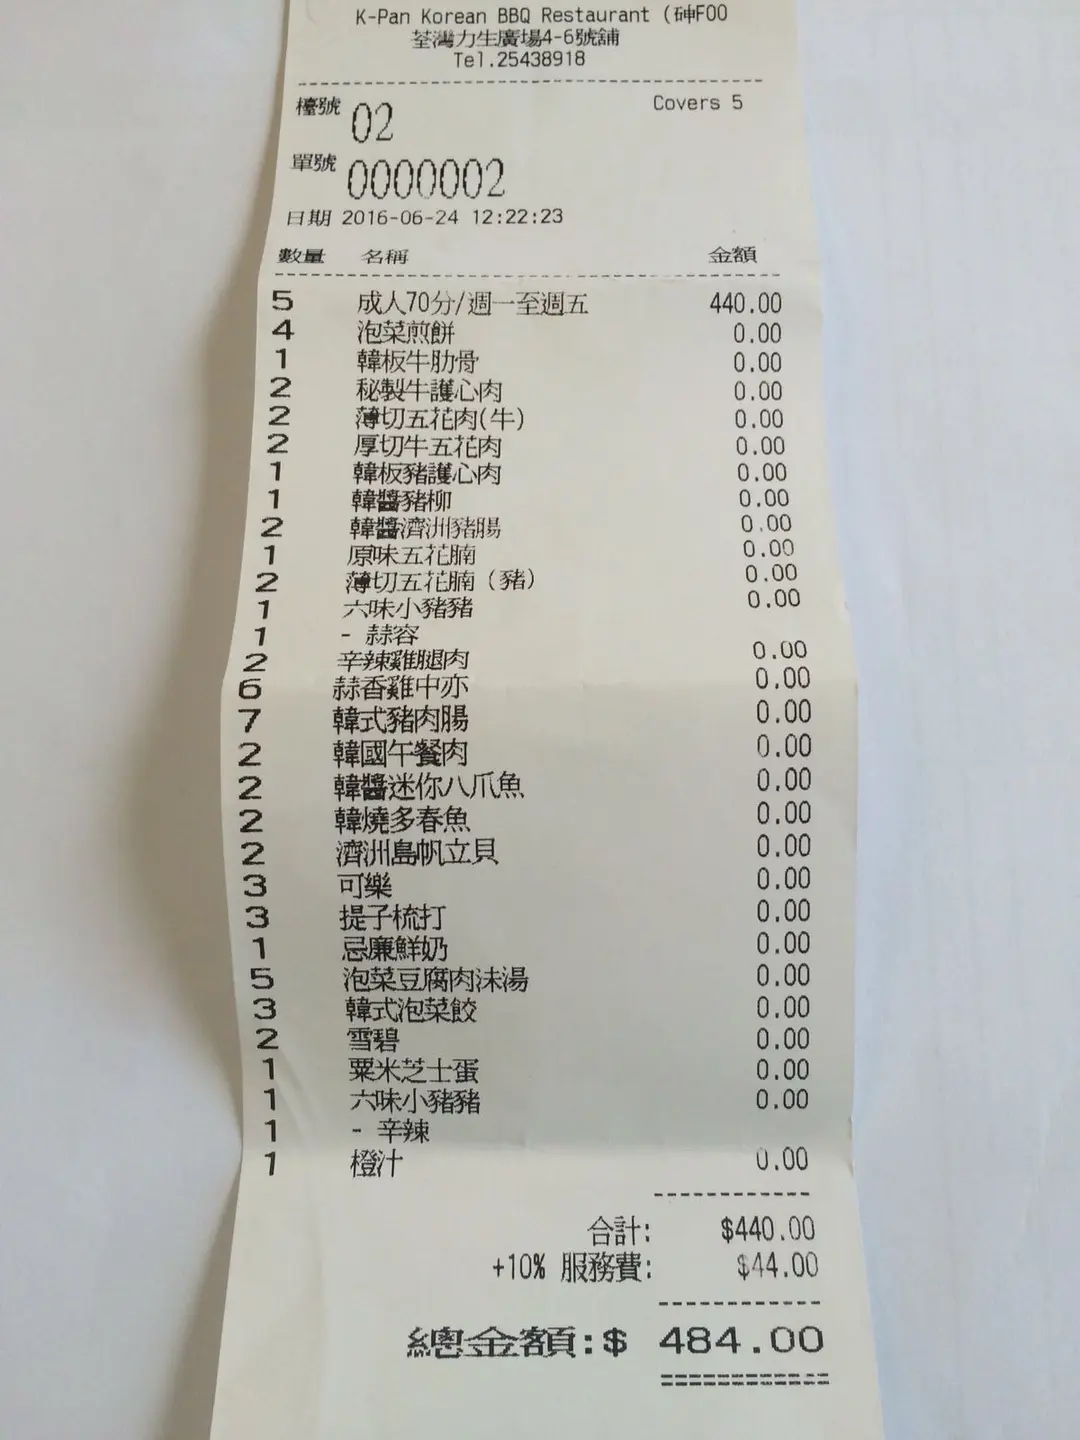 K-Pan Korean BBQ Restaurant (砷FOO
荃灣力生廣場4-6號舖
Tel.25438918
檯號 02 Covers 5
單號 0000002
日期 2016-06-24 12:22:23
數量 名稱 金額
5 成人70分/週一至週五 440.00
4 泡菜煎餅 0.00
1 韓板牛肋骨 0.00
2 秘製牛護心肉 0.00
2 薄切五花肉(牛) 0.00
2 厚切牛五花肉 0.00
1 韓板豬護心肉 0.00
1 韓醬豬柳 0.00
2 韓醬濟洲豬腸 0.00
1 原味五花腩 0.00
2 薄切五花腩（豬） 0.00
1 六味小豬豬 0.00
1 - 蒜容
2 辛辣雞腿肉 0.00
6 蒜香雞中亦 0.00
7 韓式豬肉腸 0.00
2 韓國午餐肉 0.00
2 韓醬迷你八爪魚 0.00
2 韓燒多春魚 0.00
2 濟洲島帆立貝 0.00
3 可樂 0.00
3 提子梳打 0.00
1 忌廉鮮奶 0.00
5 泡菜豆腐肉沬湯 0.00
3 韓式泡菜餃 0.00
2 雪碧 0.00
1 粟米芝士蛋 0.00
1 六味小豬豬 0.00
1 - 辛辣
1 橙汁 0.00
合計: $440.00
+10% 服務費: $44.00
總金額:$ 484.00